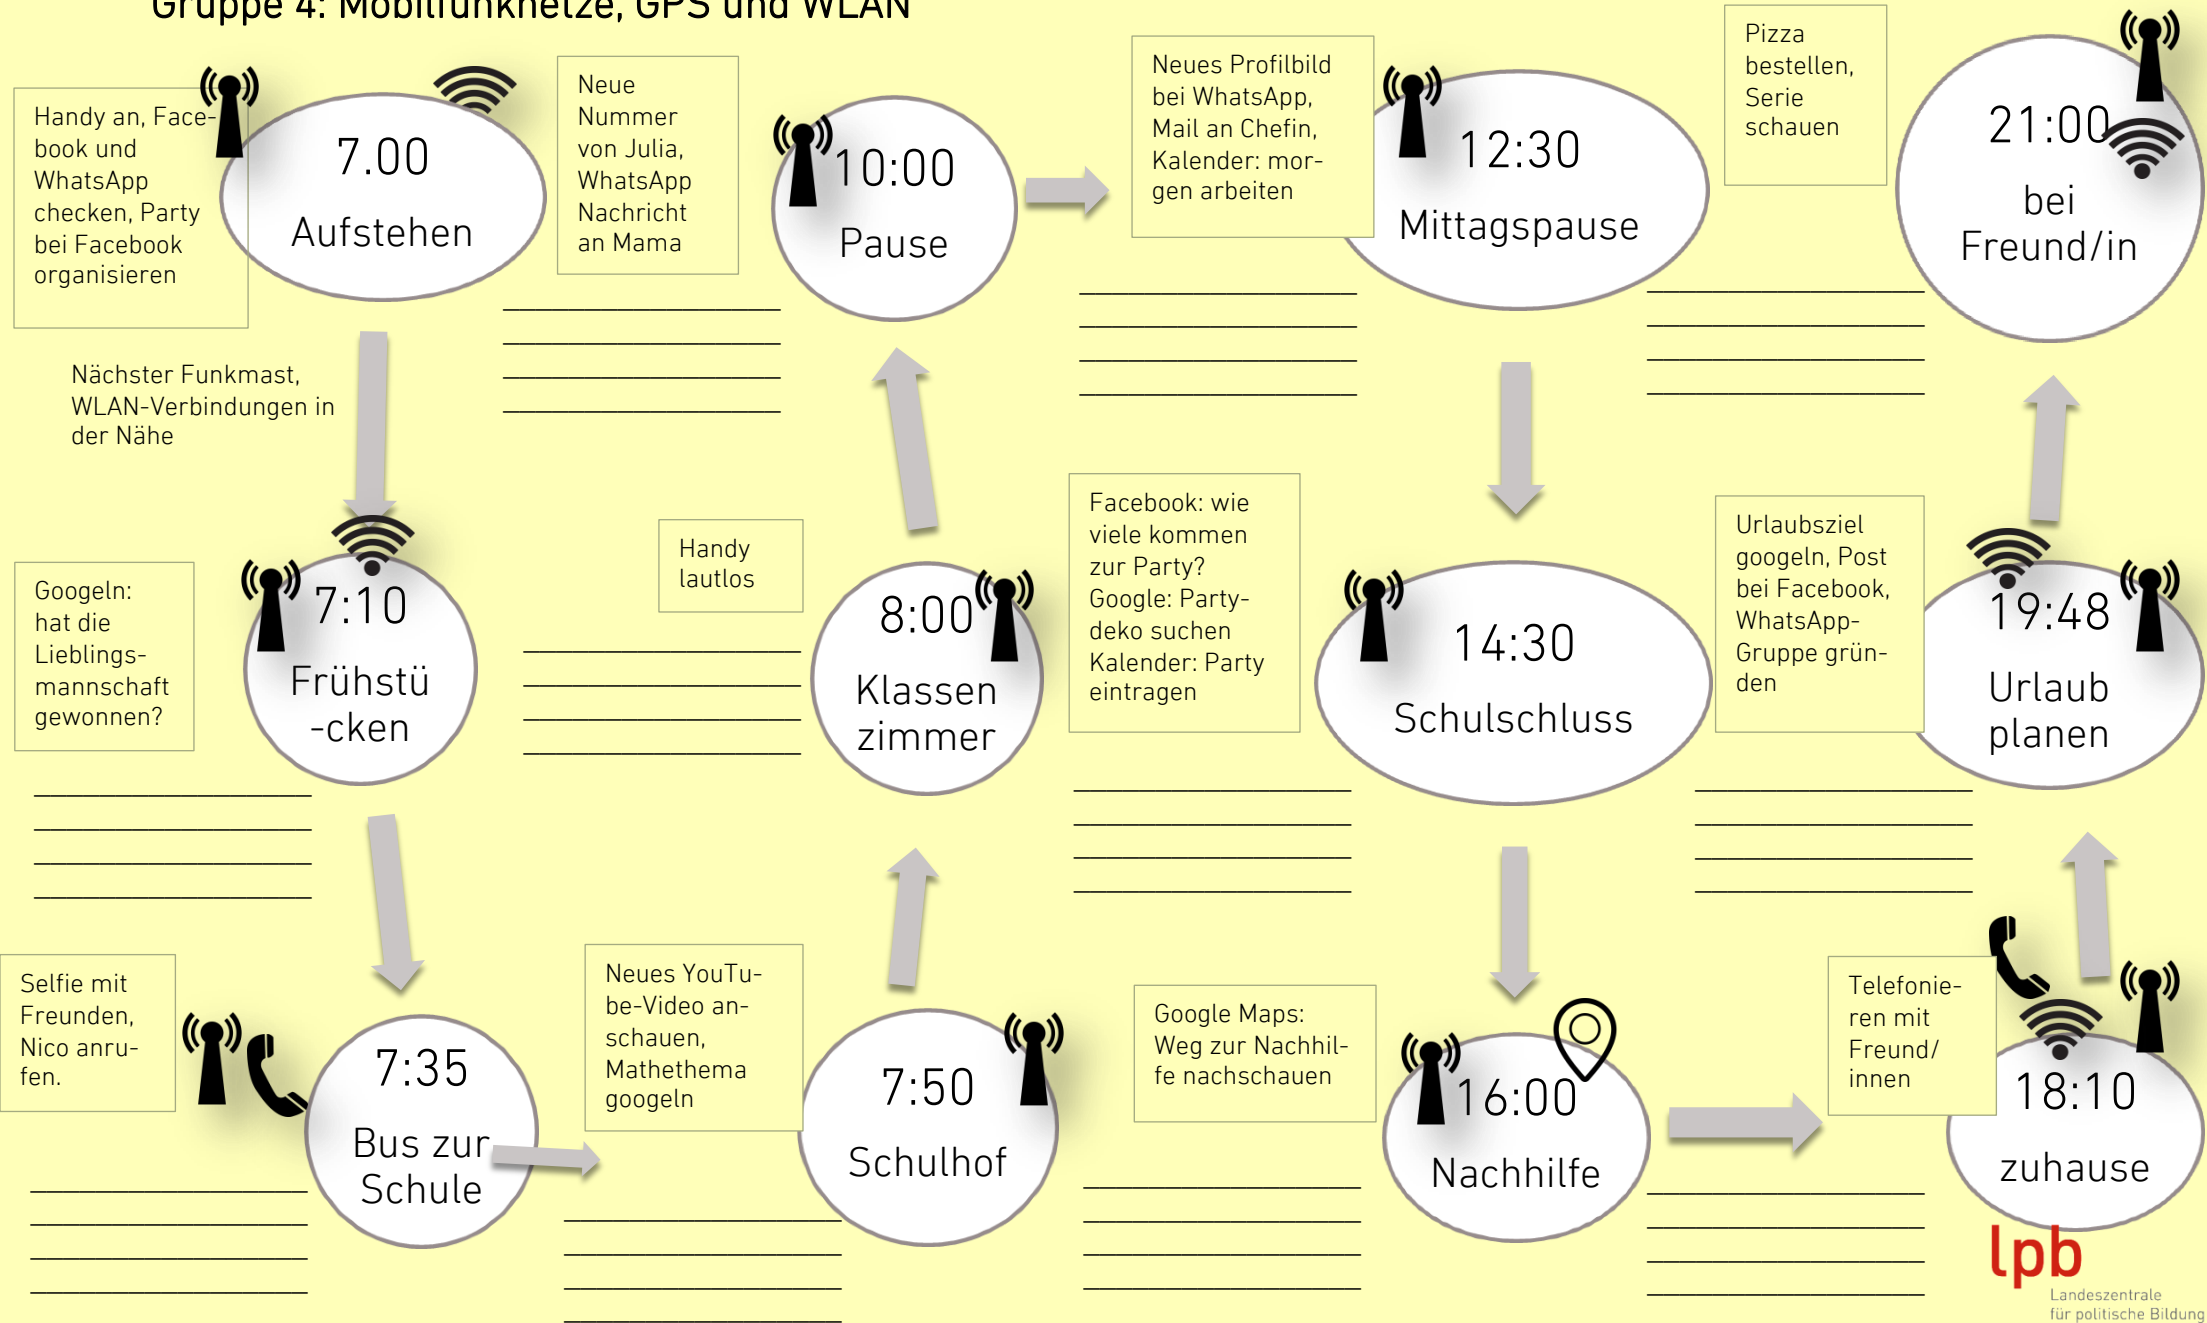 Gruppe 4: Mobilfunknetze, GPS und WLAN
Handy an, Face-
book und
WhatsApp
checken, Party
bei Facebook
organisieren
7.00
Aufstehen
Nächster Funkmast,
WLAN-Verbindungen in
der Nähe
Googeln:
hat die
Lieblings-
mannschaft
gewonnen?
7:10
Frühstü
-cken
Selfie mit
Freunden,
Nico anru-
fen.
7:35
Bus zur
Schule
Neues YouTu-
be-Video an-
schauen,
Mathethema
googeln
7:50
Schulhof
Handy
lautlos
8:00
Klassen
zimmer
Neue
Nummer
von Julia,
WhatsApp
Nachricht
an Mama
10:00
Pause
Neues Profilbild
bei WhatsApp,
Mail an Chefin,
Kalender: mor-
gen arbeiten
12:30
Mittagspause
Facebook: wie
viele kommen
zur Party?
Google: Party-
deko suchen
Kalender: Party
eintragen
14:30
Schulschluss
Google Maps:
Weg zur Nachhil-
fe nachschauen
16:00
Nachhilfe
Telefonie-
ren mit
Freund/
innen
18:10
zuhause
Urlaubsziel
googeln, Post
bei Facebook,
WhatsApp-
Gruppe grün-
den
19:48
Urlaub
planen
Pizza
bestellen,
Serie
schauen
21:00
bei
Freund/in
lpb
Landeszentrale
für politische Bildung